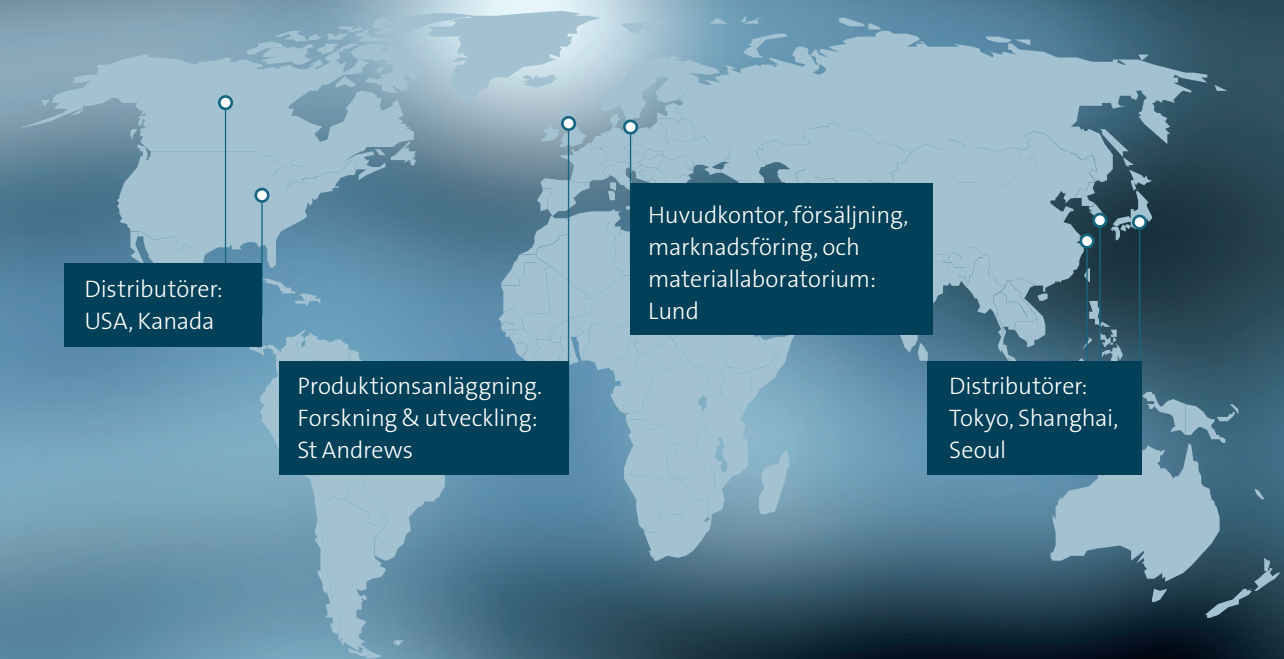 Distributörer:
USA, Kanada
Produktionsanläggning.
Forskning & utveckling:
St Andrews
Huvudkontor, försäljning,
marknadsföring, och
materiallaboratorium:
Lund
Distributörer:
Tokyo, Shanghai,
Seoul